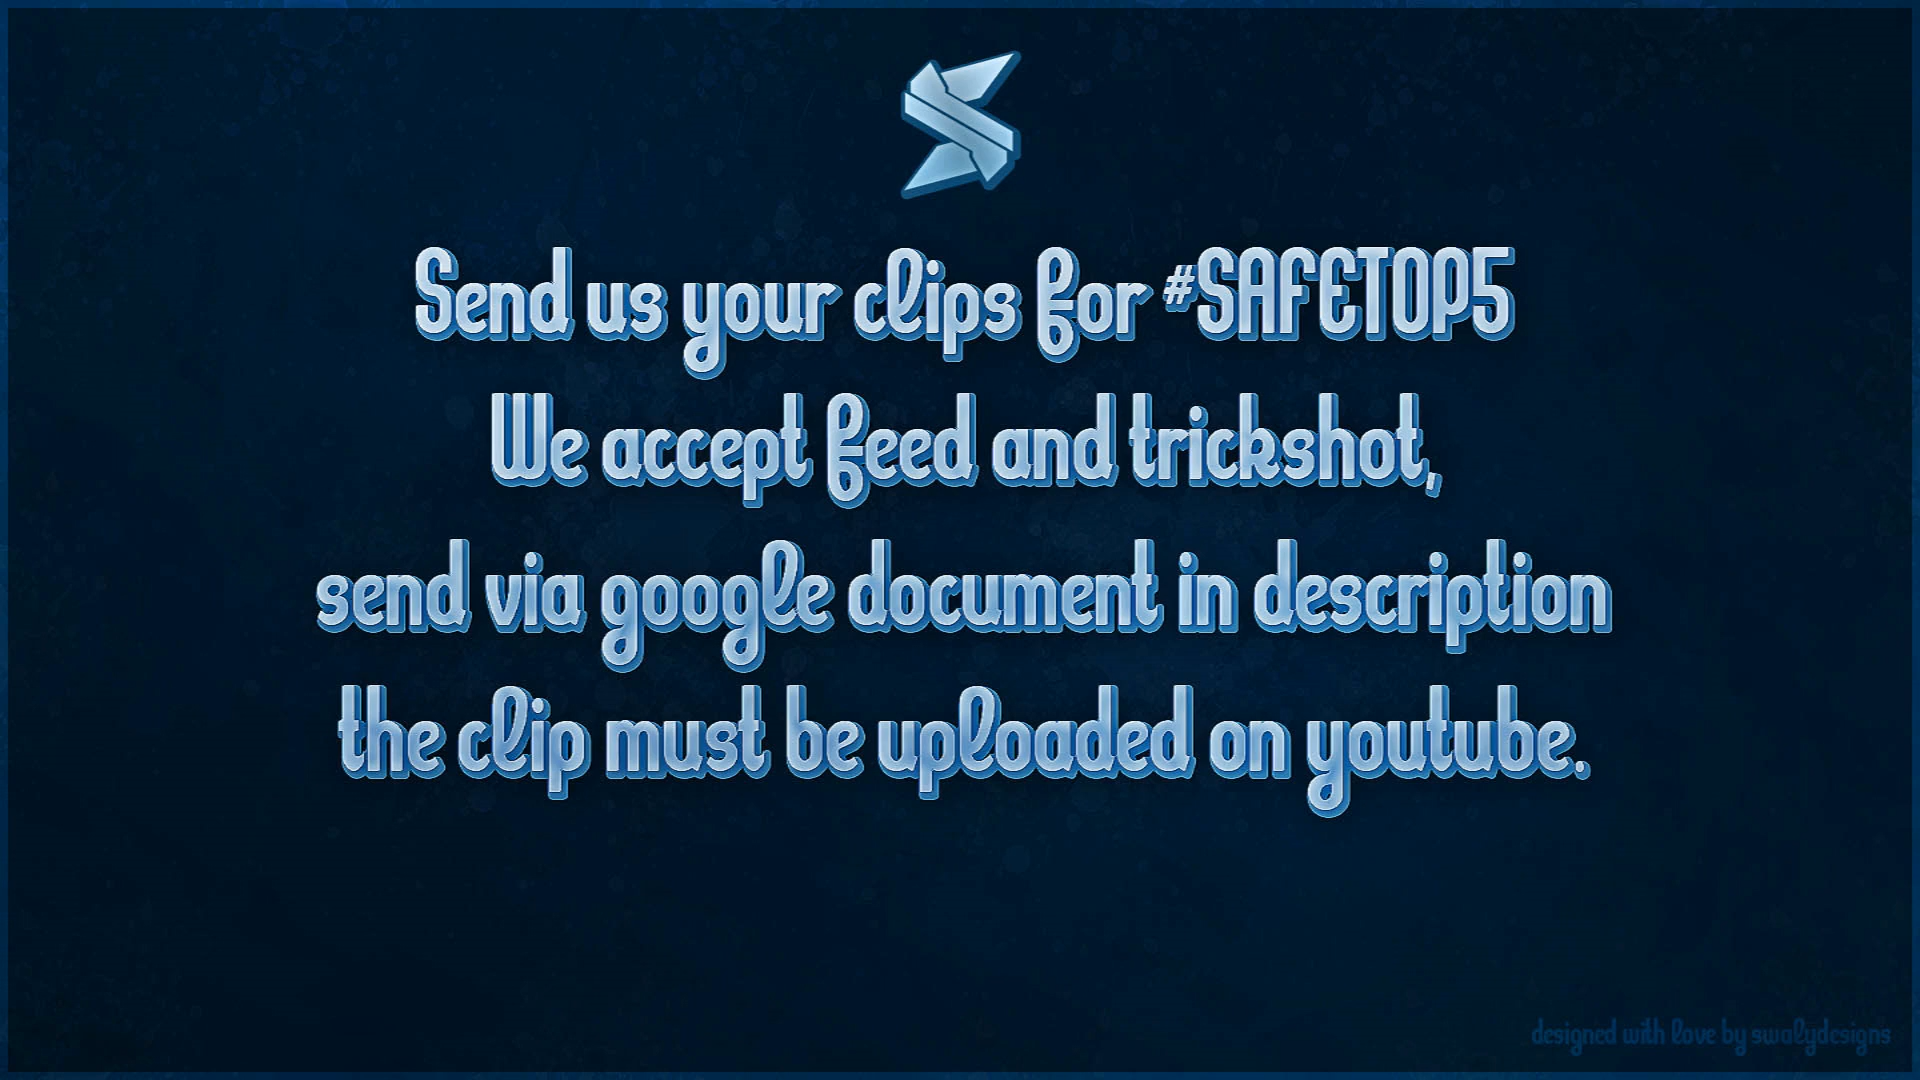 Send us your clips for #SAFETOP5
We accept feed and trickshot,
send via google document in description
the clip must be uploaded on youtube.
designed with love by swalydesigns